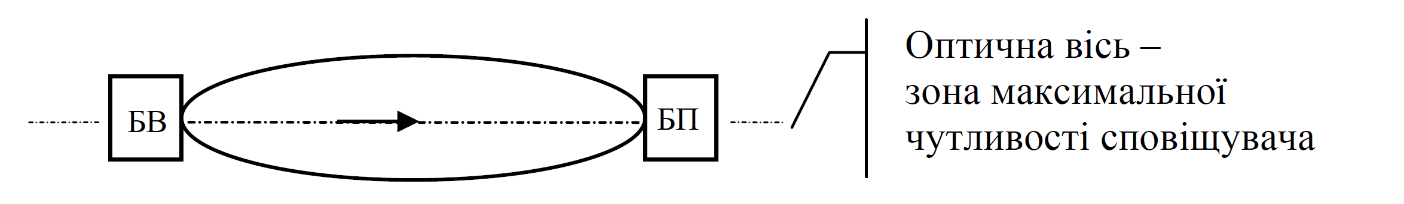 БВ
БП
Оптична вісь –
зона максимальної
чутливості сповіщувача